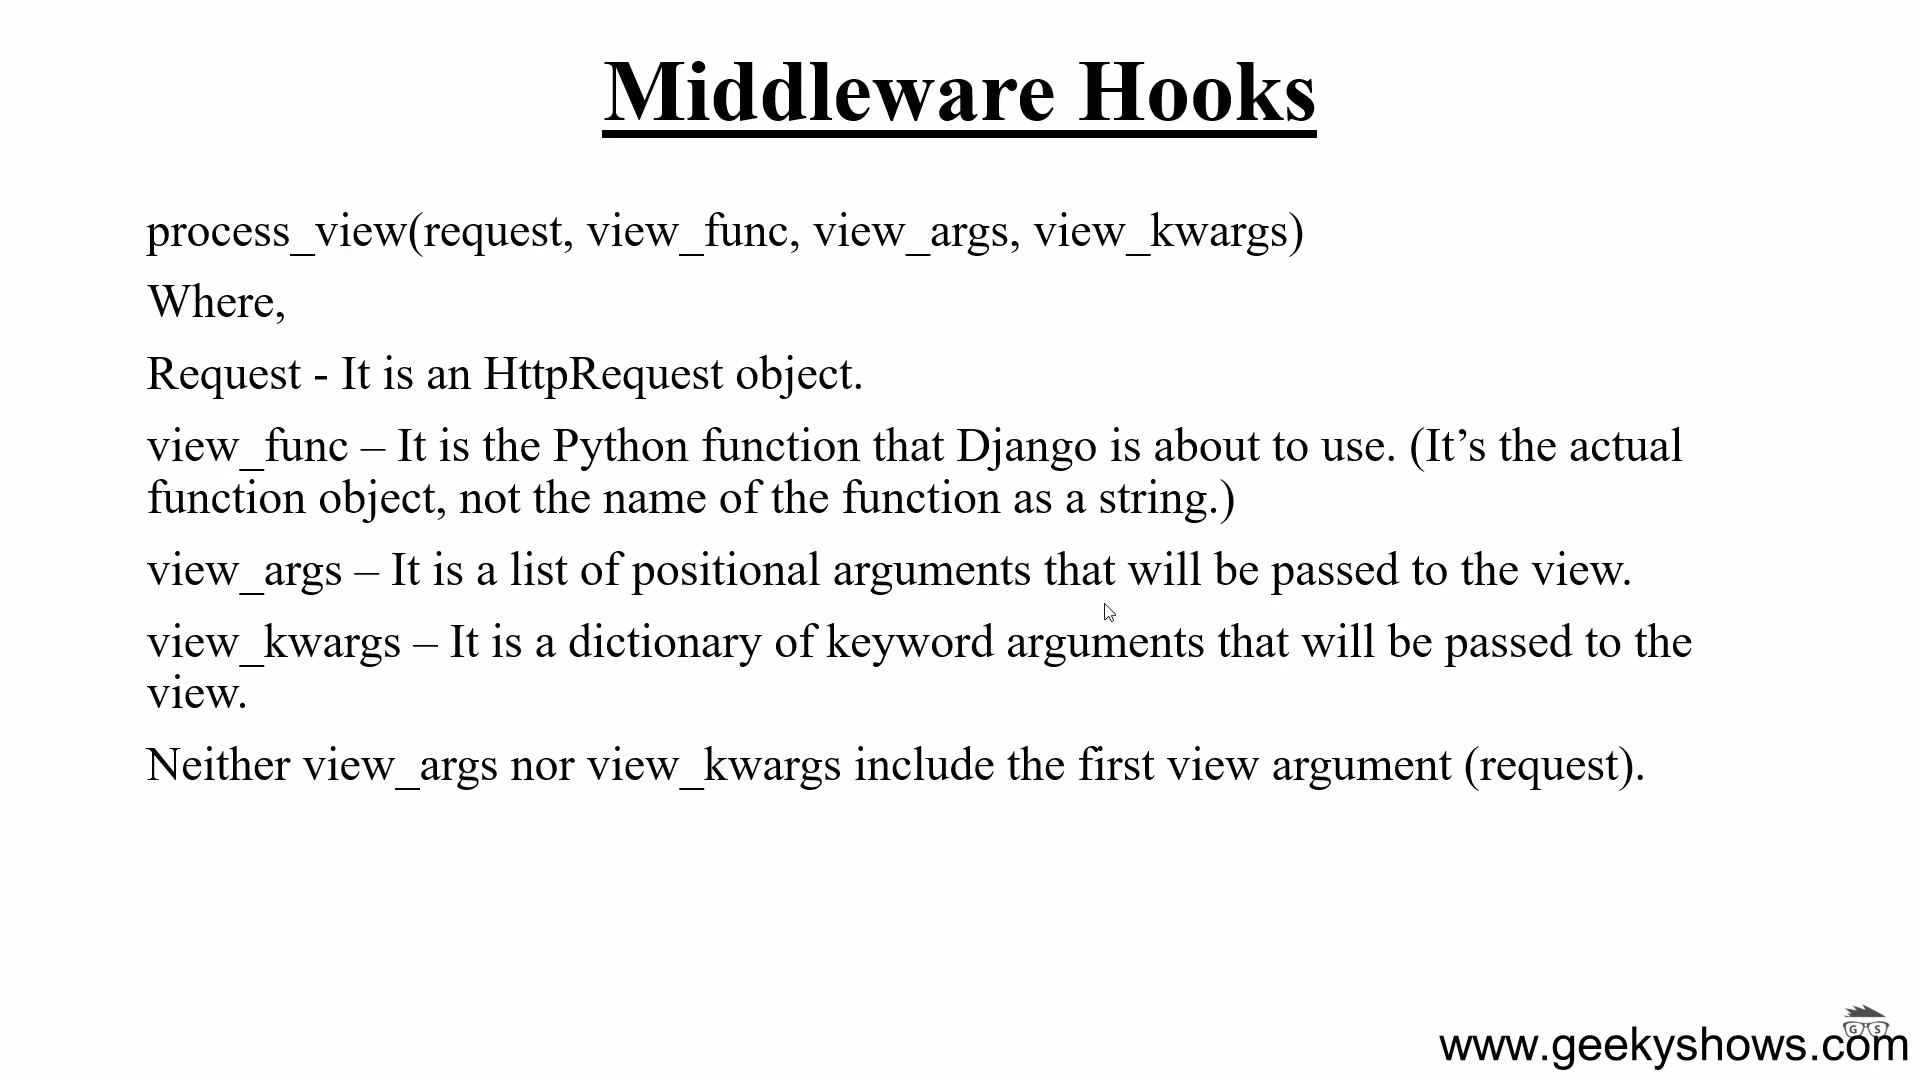 Middleware Hooks
process_view(request, view_func, view_args, view_kwargs)
Where,
Request - It is an HttpRequest object.
view_func – It is the Python function that Django is about to use. (It’s the actual
function object, not the name of the function as a string.)
view_args – It is a list of positional arguments that will be passed to the view.
view_kwargs – It is a dictionary of keyword arguments that will be passed to the
view.
Neither view_args nor view_kwargs include the first view argument (request).
G S
www.geekyshows.com